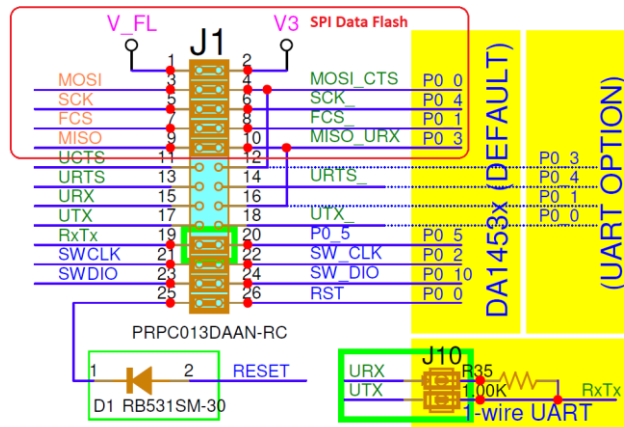 V_FL J1 V3 SPI Data Flash
1 2
MOSI 3 4 MOSI_CTS P0_0
SCK 5 6 SCK_ P0_4
FCS 7 8 FCS_ P0_1
MISO 9 10 MISO_URX P0_3
UCTS 11 12 P0_3
URTS 13 14 URTS_ P0_4
URX 15 16 P0_1
UTX 17 18 UTX_ P0_0
RxTx 19 20 P0_5 P0_5
SWCLK 21 22 SW_CLK P0_2
SWDIO 23 24 SW_DIO P0_10
25 26 RST P0_0
DA1453x (DEFAULT)
(UART OPTION)
PRPC013DAAN-RC
1 2 RESET
D1 RB531SM-30
J10
URX R35
UTX 1.00K RxTx
1-wire UART